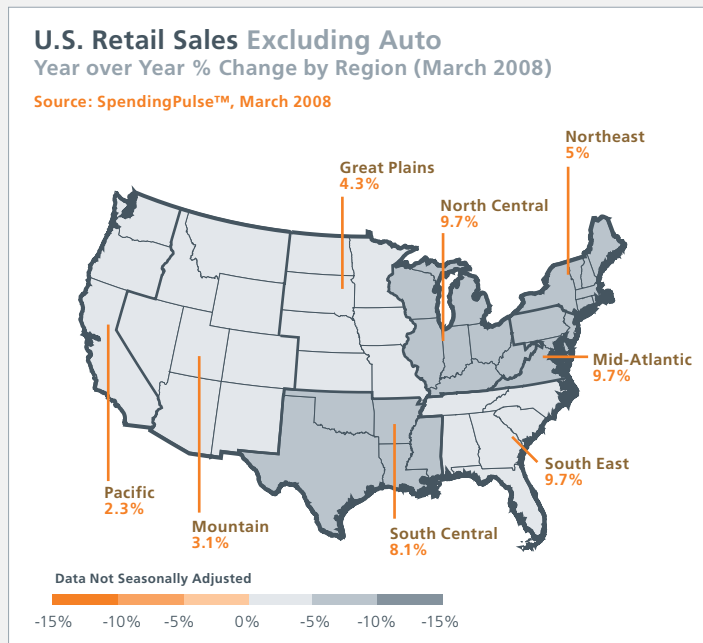 U.S. Retail Sales Excluding Auto
Year over Year % Change by Region (March 2008)
Source: SpendingPulse™, March 2008
Northeast
5%
Great Plains
4.3%
North Central
9.7%
Mid-Atlantic
9.7%
South East
9.7%
Pacific
2.3%
Mountain
3.1%
South Central
8.1%
Data Not Seasonally Adjusted
-15% -10% -5% 0% -5% -10% -15%